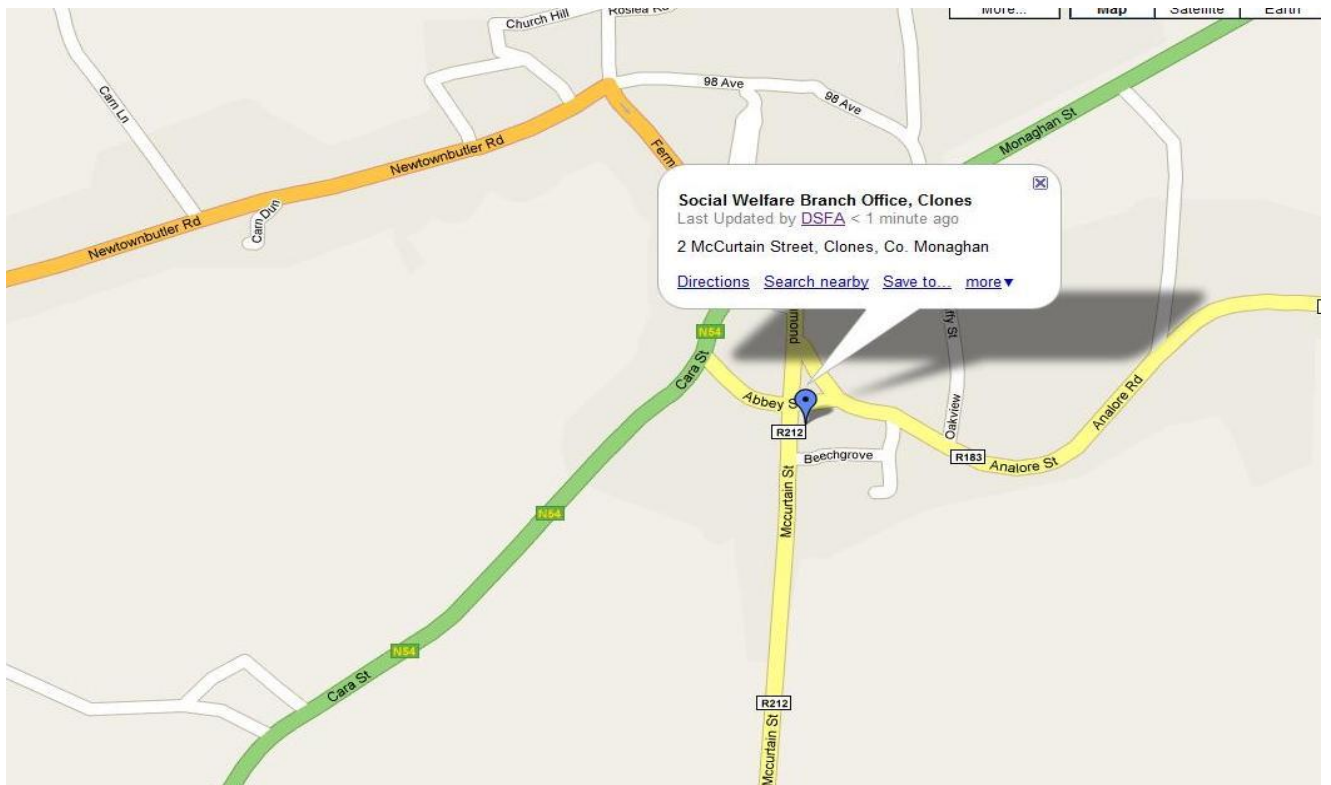 More... Map Satellite Earth
Church Hill
Roslea Rd
98 Ave
98 Ave
Carn Ln
Monaghan St
Newtownbutler Rd
Ferm
Carn Dun
Newtownbutler Rd
Social Welfare Branch Office, Clones
Last Updated by DSFA < 1 minute ago
2 McCurtain Street, Clones, Co. Monaghan
Directions Search nearby Save to... more▼
N54
Cara St
Abbey S
R212
Oakview
Analore Rd
Beechgrove
R183
Analore St
Mccurtain St
N54
N54
Cara St
R212
Mccurtain St